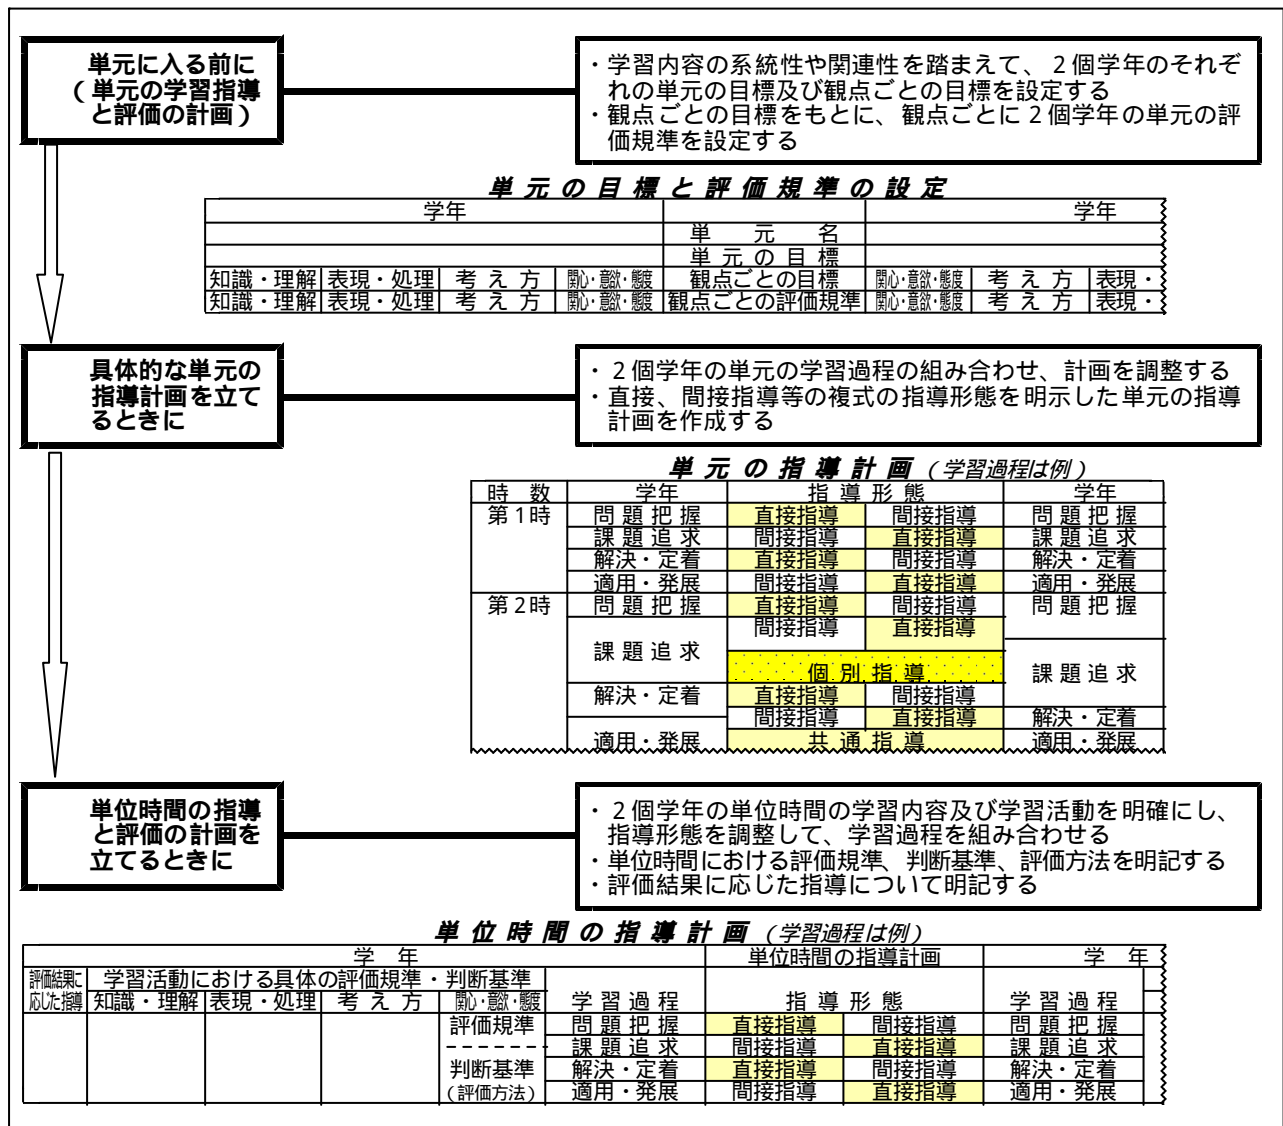 単元に入る前に
(単元の学習指導
と評価の計画)
・学習内容の系統性や関連性を踏まえて、2個学年のそれぞ
れの単元の目標及び観点ごとの目標を設定する
・観点ごとの目標をもとに、観点ごとに2個学年の単元の評
価規準を設定する
単元の目標と評価規準の設定
学年 学年
単元名
単元の目標
知識・理解 表現・処理 考え方 関心・意欲・態度 観点ごとの目標 関心・意欲・態度 考え方 表現・
知識・理解 表現・処理 考え方 関心・意欲・態度 観点ごとの評価規準 関心・意欲・態度 考え方 表現・
具体的な単元の
指導計画を立て
るときに
・2個学年の単元の学習過程の組み合わせ、計画を調整する
・直接、間接指導等の複式の指導形態を明示した単元の指導
計画を作成する
単元の指導計画(学習過程は例)
時数 学年 指導形態 学年
第1時 問題把握 直接指導 間接指導 問題把握
課題追求 間接指導 直接指導 課題追求
解決・定着 直接指導 間接指導 解決・定着
適用・発展 間接指導 直接指導 適用・発展
第2時 問題把握 直接指導 間接指導 問題把握
間接指導 直接指導
課題追求
個別指導 課題追求
解決・定着 直接指導 間接指導
間接指導 直接指導 解決・定着
適用・発展 共通指導 適用・発展
単位時間の指導
と評価の計画を
立てるときに
・2個学年の単位時間の学習内容及び学習活動を明確にし、
指導形態を調整して、学習過程を組み合わせる
・単位時間における評価規準、判断基準、評価方法を明記する
・評価結果に応じた指導について明記する
単位時間の指導計画(学習過程は例)
学年 単位時間の指導計画 学年
評価結果に 学習活動における具体の評価規準・判断基準
応じた指導 知識・理解 表現・処理 考え方 関心・意欲・態度 学習過程 指導形態 学習過程
評価規準 問題把握 直接指導 間接指導 問題把握
------- 課題追求 間接指導 直接指導 課題追求
判断基準 解決・定着 直接指導 間接指導 解決・定着
(評価方法) 適用・発展 間接指導 直接指導 適用・発展